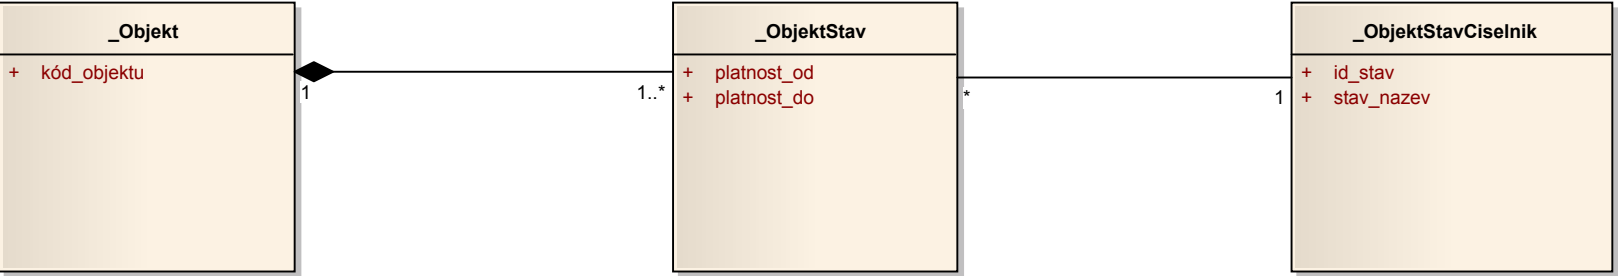 _Objekt
+ kód_objektu
1
1..*
_ObjektStav
+ platnost_od
+ platnost_do
*
1
_ObjektStavCiselnik
+ id_stav
+ stav_nazev